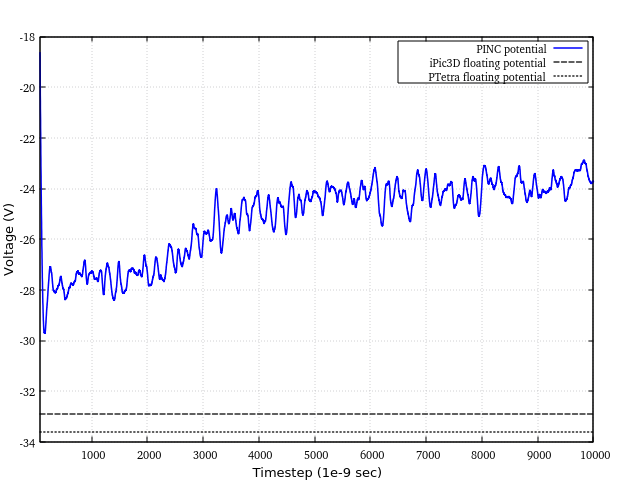 -18
-20
-22
-24
-26
-28
-30
-32
-34
Voltage (V)
PINC potential
iPic3D floating potential
PTetra floating potential
1000 2000 3000 4000 5000 6000 7000 8000 9000 10000
Timestep (1e-9 sec)